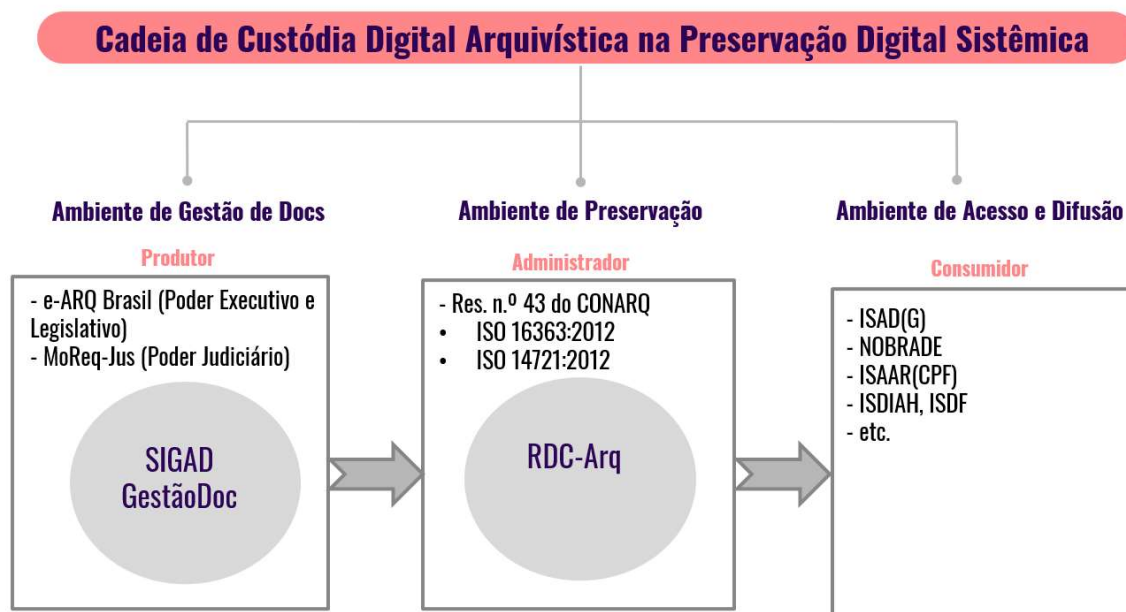 Cadeia de Custódia Digital Arquivística na Preservação Digital Sistêmica
Ambiente de Gestão de Docs
Produtor
- e-ARQ Brasil (Poder Executivo e
Legislativo)
- MoReq-Jus (Poder Judiciário)
SIGAD
GestãoDoc
Ambiente de Preservação
Administrador
- Res. n.º 43 do CONARQ
• ISO 16363:2012
• ISO 14721:2012
RDC-Arq
Ambiente de Acesso e Difusão
Consumidor
- ISAD(G)
- NOBRADE
- ISAAR(CPF)
- ISDIAH, ISDF
- etc.